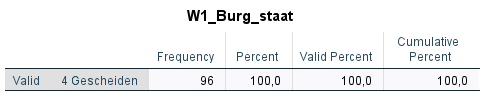 W1_Burg_staat
Frequency Percent Valid Percent Cumulative Percent
Valid 4 Gescheiden 96 100,0 100,0 100,0